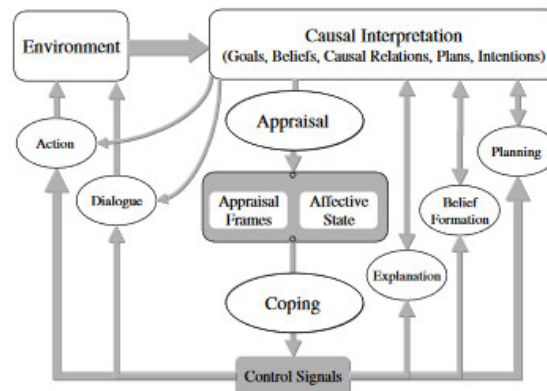 Environment
Causal Interpretation
(Goals, Beliefs, Causal Relations, Plans, Intentions)
Action
Appraisal
Planning
Dialogue
Appraisal
Frames
Affective
State
Belief
Formation
Explanation
Coping
Control Signals